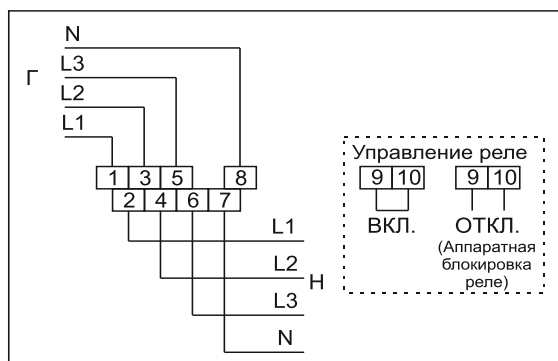 N
L3
Г
L2
L1
1 3 5 8
2 4 6 7
L1
L2
Н
L3
N
Управление реле
9 10 9 10
ВКЛ. ОТКЛ.
(Аппаратная
блокировка
реле)